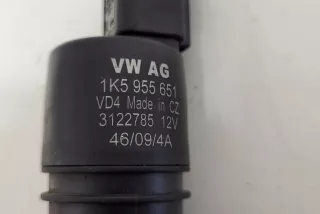 VW AG
1K5 955 651
VD4 Made in CZ
3122785 12V
46/09/4A